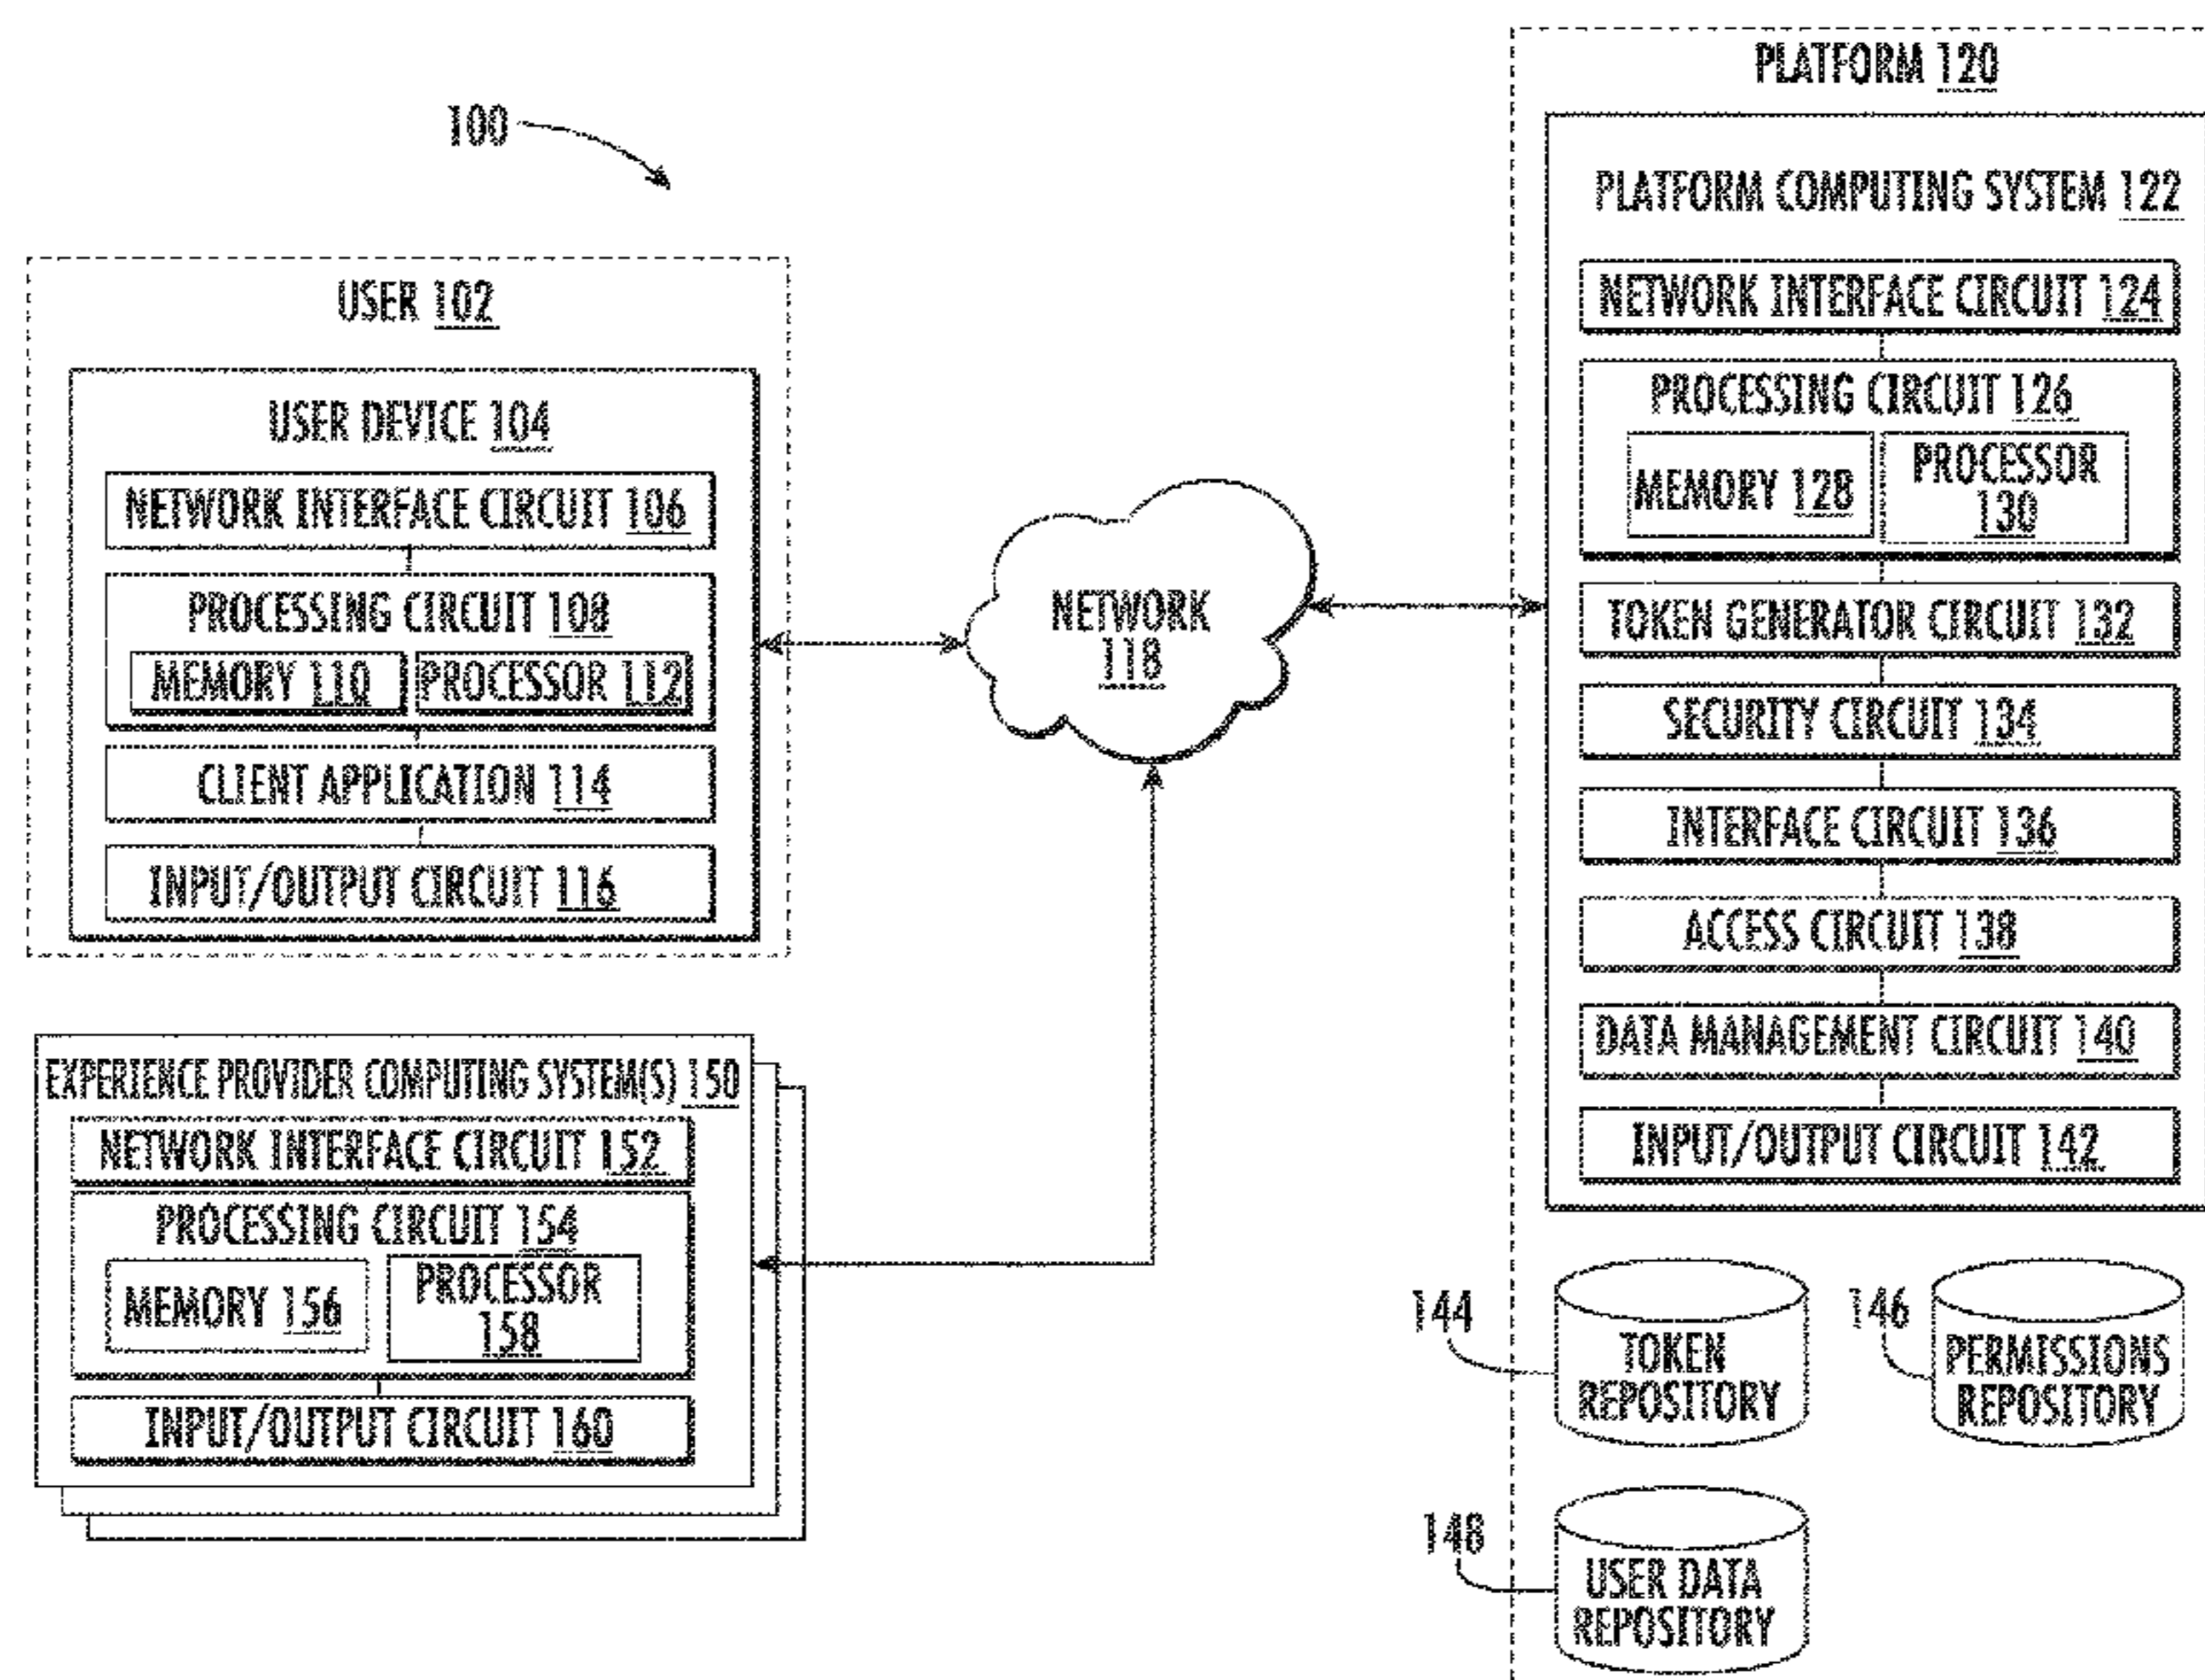 100
USER 102
USER DEVICE 104
NETWORK INTERFACE CIRCUIT 106
PROCESSING CIRCUIT 108
MEMORY 110 PROCESSOR 112
CLIENT APPLICATION 114
INPUT/OUTPUT CIRCUIT 116
EXPERIENCE PROVIDER COMPUTING SYSTEM(S) 150
NETWORK INTERFACE CIRCUIT 152
PROCESSING CIRCUIT 154
MEMORY 156
PROCESSOR
158
INPUT/OUTPUT CIRCUIT 160
NETWORK
118
PLATFORM 120
PLATFORM COMPUTING SYSTEM 122
NETWORK INTERFACE CIRCUIT 124
PROCESSING CIRCUIT 126
MEMORY 128
PROCESSOR
130
TOKEN GENERATOR CIRCUIT 132
SECURITY CIRCUIT 134
INTERFACE CIRCUIT 136
ACCESS CIRCUIT 138
DATA MANAGEMENT CIRCUIT 140
INPUT/OUTPUT CIRCUIT 142
144
TOKEN
REPOSITORY
146
PERMISSIONS
REPOSITORY
148
USER DATA
REPOSITORY